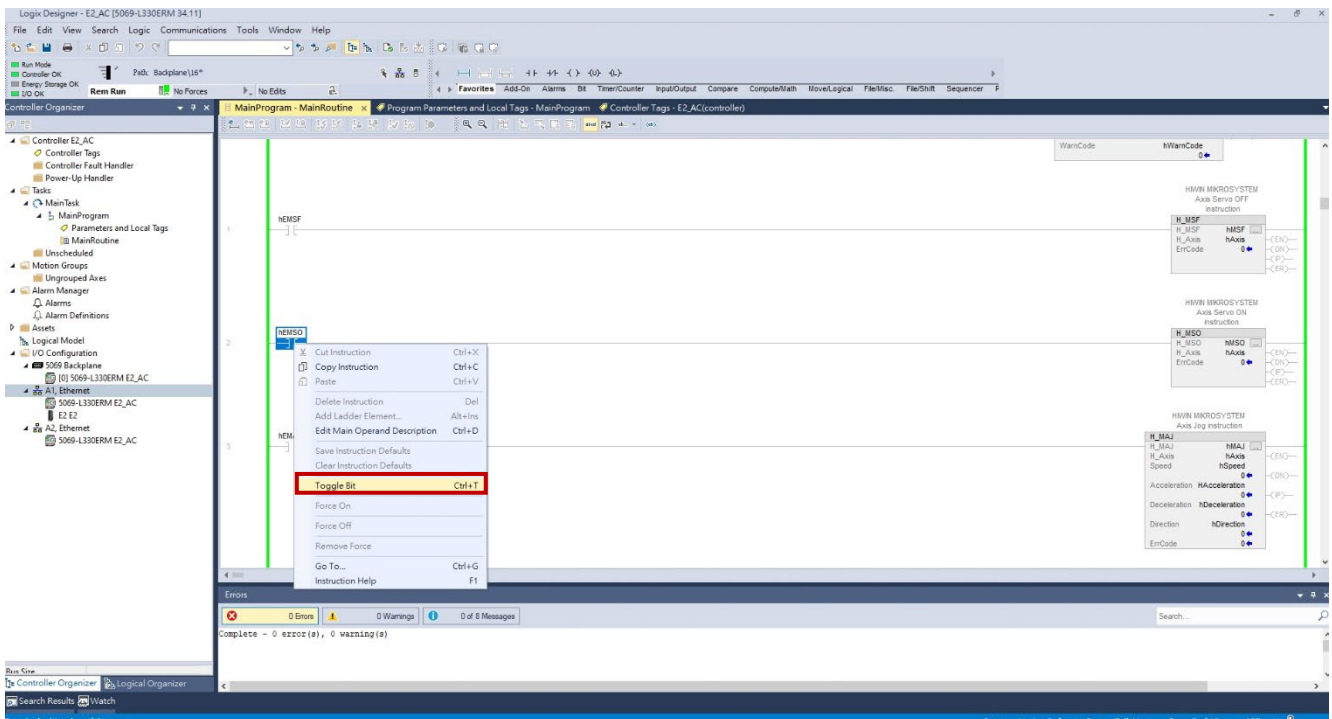 Logix Designer - E2_AC [5069-L330ERM 34.11]
File Edit View Search Logic Communications Tools Window Help
Run Mode
Controller OK
Energy Storage OK
I/O OK
Path: Backplane\16*
Rem Run
No Forces
No Edits
Favorites Add-On Alarms Bit Timer/Counter Input/Output Compare Compute/Math Move/Logical File/Misc. File/Shift Sequencer
Controller Organizer
MainProgram - MainRoutine
Program Parameters and Local Tags - MainProgram
Controller Tags - E2_AC(controller)
Controller E2_AC
Controller Tags
Controller Fault Handler
Power-Up Handler
Tasks
MainTask
MainProgram
Parameters and Local Tags
MainRoutine
Unscheduled
Motion Groups
Ungrouped Axes
Alarm Manager
Alarms
Alarm Definitions
Assets
Logical Model
I/O Configuration
5069 Backplane
[0] 5069-L330ERM E2_AC
A1, Ethernet
5069-L330ERM E2_AC
E2 E2
A2, Ethernet
5069-L330ERM E2_AC
WarnCode hWarnCode
0
1
hEMSF
HIWIN MIKROSYSTEM
Axis Servo OFF
instruction
H_MSF
H_MSF hMSF
H_Axis hAxis
ErrCode 0
(EN)
(DN)
(IP)
(ER)
2
hEMSO
HIWIN MIKROSYSTEM
Axis Servo ON
instruction
H_MSO
H_MSO hMSO
H_Axis hAxis
ErrCode 0
(EN)
(DN)
(IP)
(ER)
3
HIWIN MIKROSYSTEM
Axis Jog instruction
H_MAJ
H_MAJ hMAJ
H_Axis hAxis
Speed hSpeed
0
Acceleration HAcceleration
0
Deceleration hDeceleration
0
Direction hDirection
0
ErrCode 0
(EN)
(DN)
(IP)
(ER)
Cut Instruction Ctrl+X
Copy Instruction Ctrl+C
Paste Ctrl+V
Delete Instruction Del
Add Ladder Element... Alt+Ins
Edit Main Operand Description Ctrl+D
Save Instruction Defaults
Clear Instruction Defaults
Toggle Bit Ctrl+T
Force On
Force Off
Remove Force
Go To... Ctrl+G
Instruction Help F1
Errors
0 Errors
0 Warnings
0 of 8 Messages
Search...
Complete - 0 error(s), 0 warning(s)
Controller Organizer
Logical Organizer
Search Results
Watch